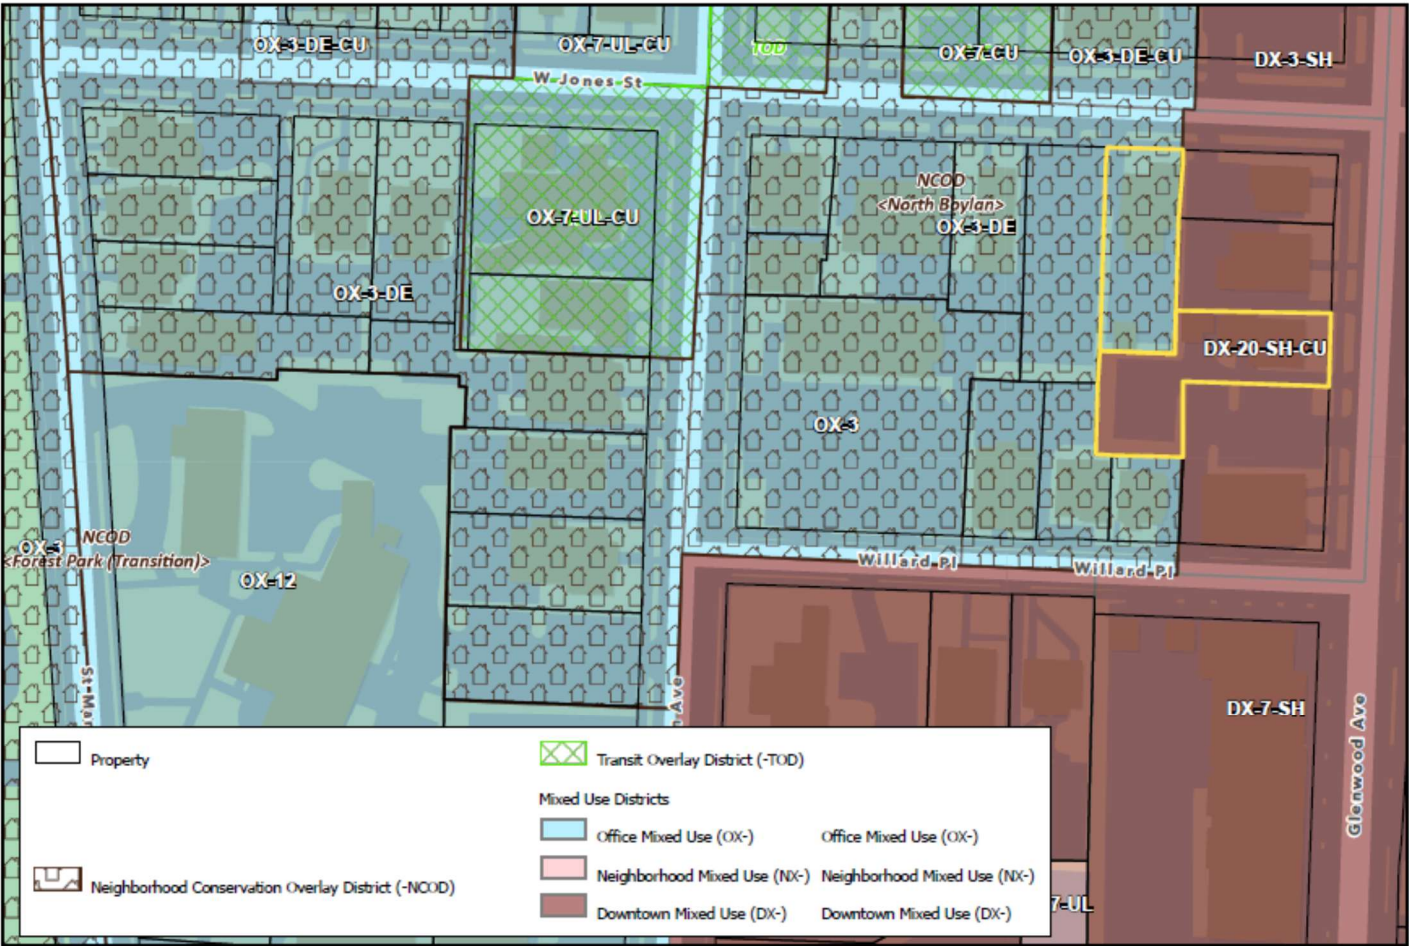 OX-3-DE-CU
OX-7-UL-CU
TOD
OX-7-CU
OX-3-DE-CU
DX-3-SH
W Jones St
NCOD
<North Boylan>
OX-3-DE
OX-7-UL-CU
OX-3-DE
DX-20-SH-CU
OX-3
OX-3
NCOD
<Forest Park (Transition)>
OX-12
Willard Pl
Willard Pl
St-Mar
n Ave
DX-7-SH
Glenwood Ave
7-UL
Property
Transit Overlay District (-TOD)
Mixed Use Districts
Office Mixed Use (OX-) Office Mixed Use (OX-)
Neighborhood Mixed Use (NX-) Neighborhood Mixed Use (NX-)
Neighborhood Conservation Overlay District (-NCOD)
Downtown Mixed Use (DX-) Downtown Mixed Use (DX-)